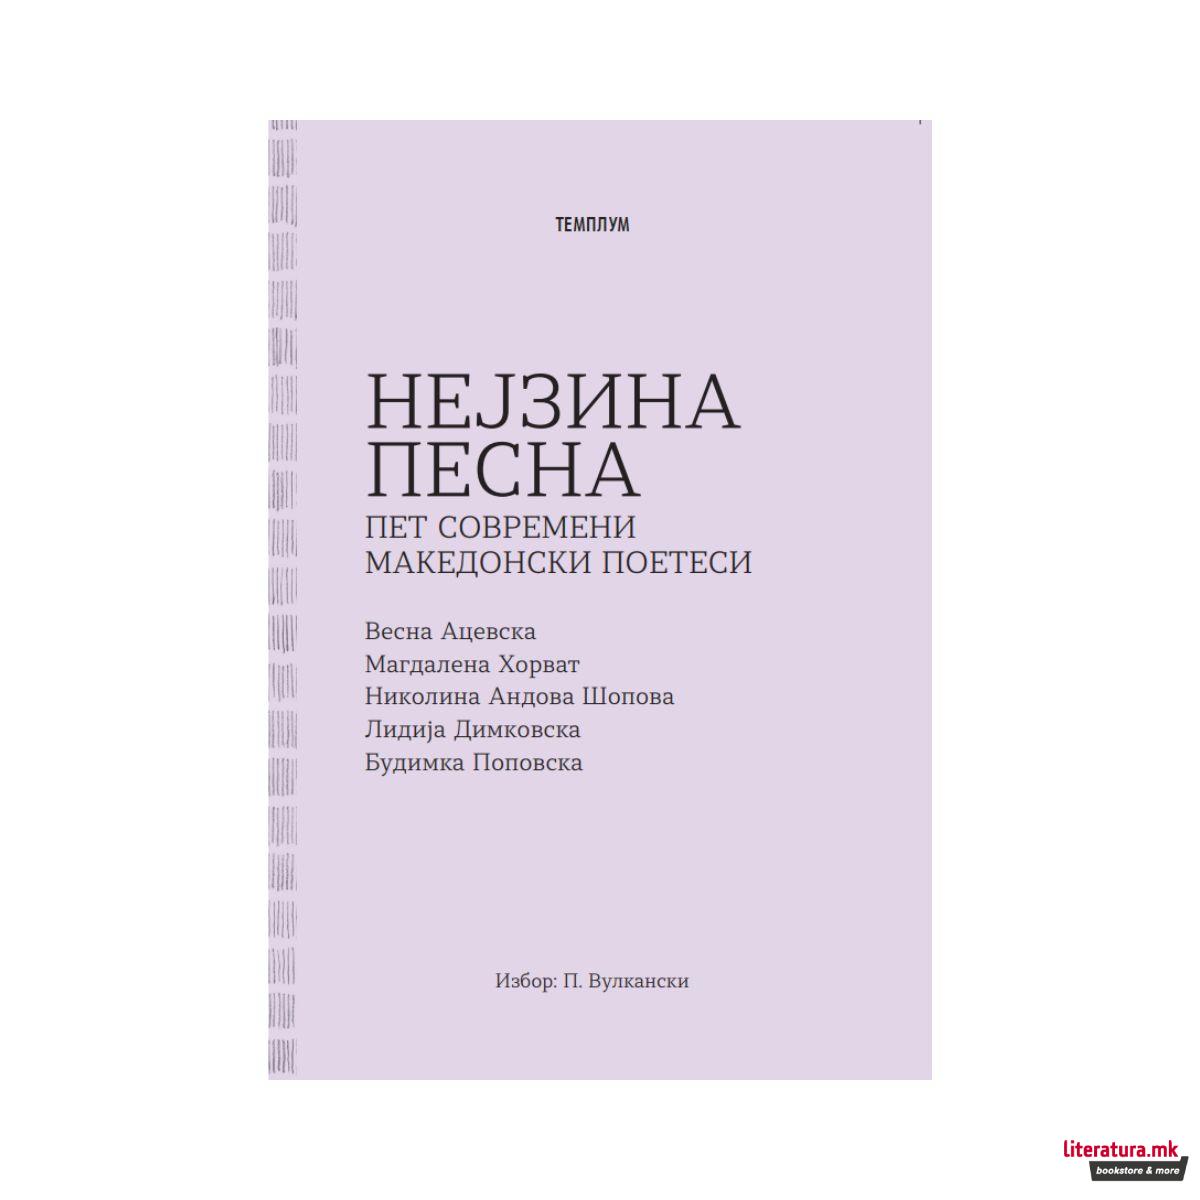 ТЕМПЛУМ
НЕЈЗИНА
ПЕСНА
ПЕТ СОВРЕМЕНИ
МАКЕДОНСКИ ПОЕТЕСИ
Весна Ацевска
Магдалена Хорват
Николина Андова Шопова
Лидија Димковска
Будимка Поповска
Избор: П. Вулкански
literatura.mk
bookstore & more